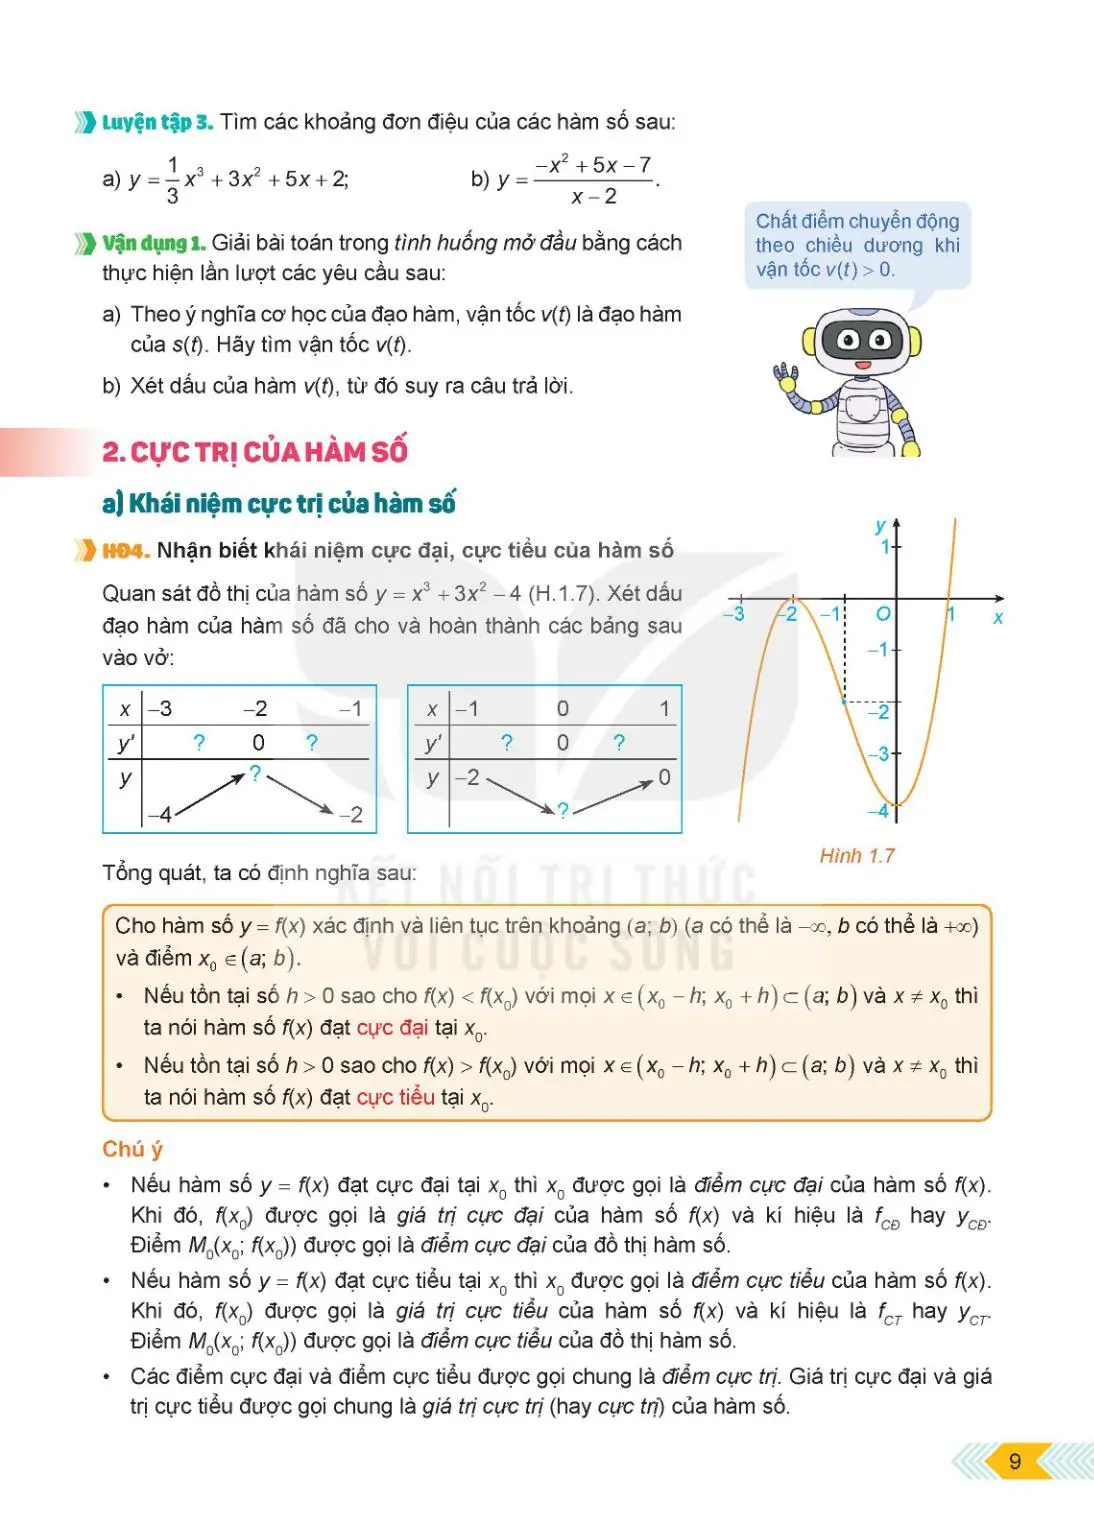 Luyện tập 3. Tìm các khoảng đơn điệu của các hàm số sau:
a) y = 1/3 x³ + 3x² + 5x + 2; b) y = (−x² + 5x − 7)/(x − 2).
Vận dụng 1. Giải bài toán trong tình huống mở đầu bằng cách
thực hiện lần lượt các yêu cầu sau:
a) Theo ý nghĩa cơ học của đạo hàm, vận tốc v(t) là đạo hàm
của s(t). Hãy tìm vận tốc v(t).
b) Xét dấu của hàm v(t), từ đó suy ra câu trả lời.
Chất điểm chuyển động
theo chiều dương khi
vận tốc v(t) > 0.
2. CỰC TRỊ CỦA HÀM SỐ
a) Khái niệm cực trị của hàm số
HĐ4. Nhận biết khái niệm cực đại, cực tiểu của hàm số
Quan sát đồ thị của hàm số y = x³ + 3x² − 4 (H.1.7). Xét dấu
đạo hàm của hàm số đã cho và hoàn thành các bảng sau
vào vở:
x −3 −2 −1
y' ? 0 ?
y ?
−4 −2
x −1 0 1
y' ? 0 ?
y −2 0
?
y
1
−3 −2 −1 O 1 x
−1
−2
−3
−4
Hình 1.7
Tổng quát, ta có định nghĩa sau:
KẾT NỐI TRI THỨC
VỚI CUỘC SỐNG
Cho hàm số y = f(x) xác định và liên tục trên khoảng (a; b) (a có thể là −∞, b có thể là +∞)
và điểm x₀ ∈ (a; b).
• Nếu tồn tại số h > 0 sao cho f(x) < f(x₀) với mọi x ∈ (x₀ − h; x₀ + h) ⊂ (a; b) và x ≠ x₀ thì
ta nói hàm số f(x) đạt cực đại tại x₀.
• Nếu tồn tại số h > 0 sao cho f(x) > f(x₀) với mọi x ∈ (x₀ − h; x₀ + h) ⊂ (a; b) và x ≠ x₀ thì
ta nói hàm số f(x) đạt cực tiểu tại x₀.
Chú ý
• Nếu hàm số y = f(x) đạt cực đại tại x₀ thì x₀ được gọi là điểm cực đại của hàm số f(x).
Khi đó, f(x₀) được gọi là giá trị cực đại của hàm số f(x) và kí hiệu là f_CĐ hay y_CĐ.
Điểm M₀(x₀; f(x₀)) được gọi là điểm cực đại của đồ thị hàm số.
• Nếu hàm số y = f(x) đạt cực tiểu tại x₀ thì x₀ được gọi là điểm cực tiểu của hàm số f(x).
Khi đó, f(x₀) được gọi là giá trị cực tiểu của hàm số f(x) và kí hiệu là f_CT hay y_CT.
Điểm M₀(x₀; f(x₀)) được gọi là điểm cực tiểu của đồ thị hàm số.
• Các điểm cực đại và điểm cực tiểu được gọi chung là điểm cực trị. Giá trị cực đại và giá
trị cực tiểu được gọi chung là giá trị cực trị (hay cực trị) của hàm số.
9